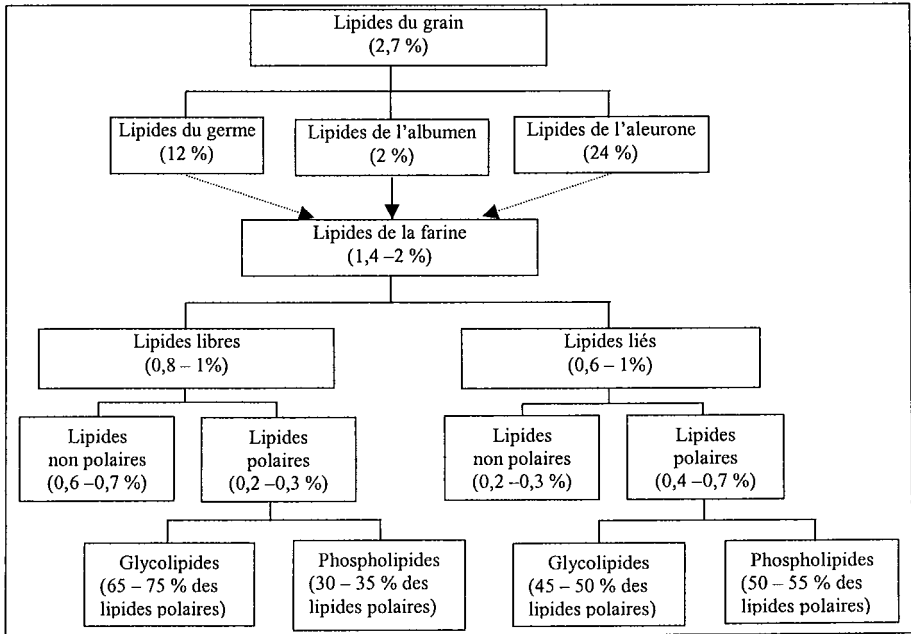 Lipides du grain
(2,7 %)
Lipides du germe
(12 %)
Lipides de l’albumen
(2 %)
Lipides de l’aleurone
(24 %)
Lipides de la farine
(1,4 –2 %)
Lipides libres
(0,8 – 1%)
Lipides liés
(0,6 – 1%)
Lipides
non polaires
(0,6 –0,7 %)
Lipides
polaires
(0,2 –0,3 %)
Lipides
non polaires
(0,2 –0,3 %)
Lipides
polaires
(0,4 –0,7 %)
Glycolipides
(65 – 75 % des
lipides polaires)
Phospholipides
(30 – 35 % des
lipides polaires)
Glycolipides
(45 – 50 % des
lipides polaires)
Phospholipides
(50 – 55 % des
lipides polaires)